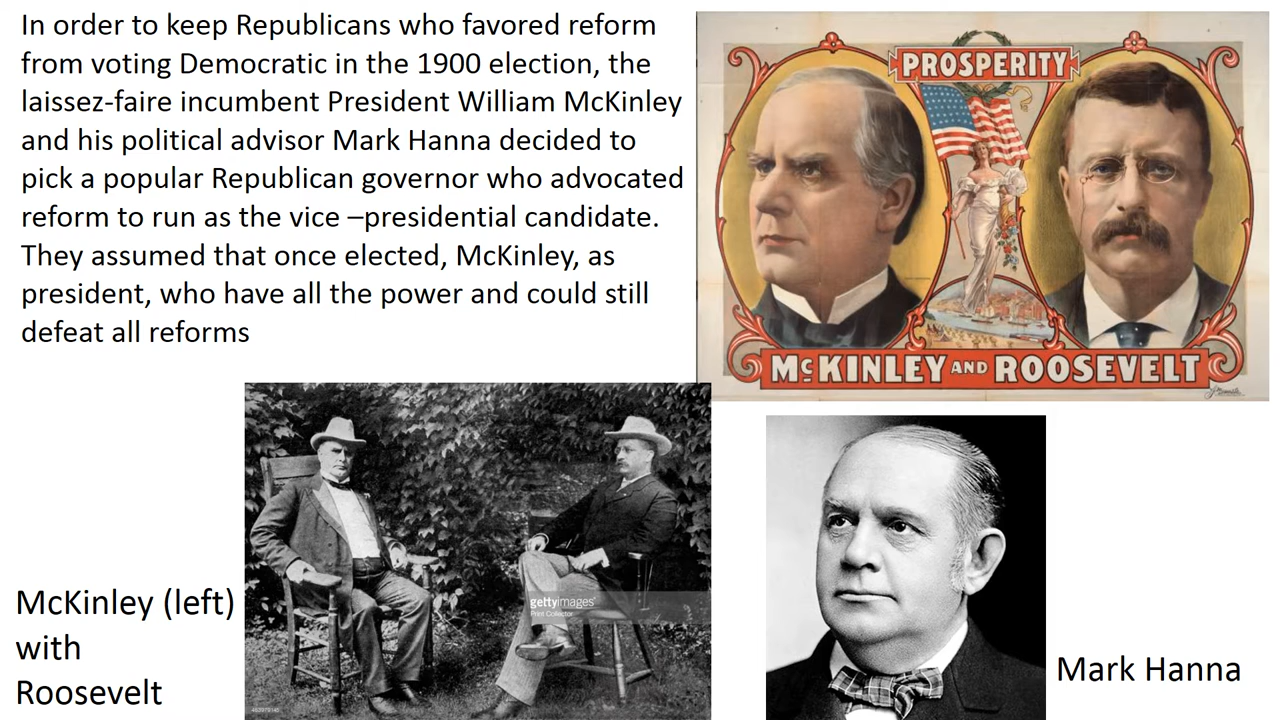 In order to keep Republicans who favored reform
from voting Democratic in the 1900 election, the
laissez-faire incumbent President William McKinley
and his political advisor Mark Hanna decided to
pick a popular Republican governor who advocated
reform to run as the vice –presidential candidate.
They assumed that once elected, McKinley, as
president, who have all the power and could still
defeat all reforms
PROSPERITY
McKINLEY AND ROOSEVELT
gettyimages
Print Collector
McKinley (left)
with
Roosevelt
Mark Hanna